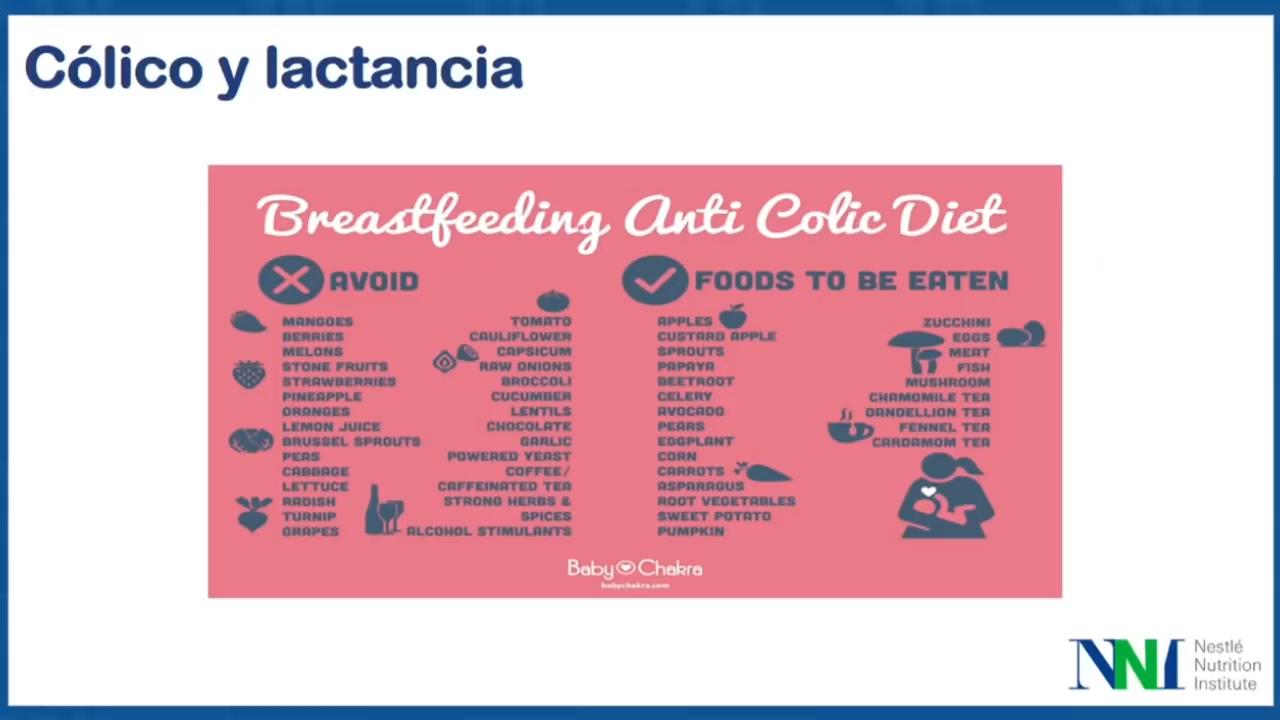 Cólico y lactancia
Breastfeeding Anti Colic Diet
AVOID
MANGOES
BERRIES
MELONS
STONE FRUITS
STRAWBERRIES
PINEAPPLE
ORANGES
LEMON JUICE
BRUSSEL SPROUTS
PEAS
CABBAGE
LETTUCE
RADISH
TURNIP
GRAPES
TOMATO
CAULIFLOWER
CAPSICUM
RAW ONIONS
BROCCOLI
CUCUMBER
LENTILS
CHOCOLATE
GARLIC
POWERED YEAST
COFFEE/
CAFFEINATED TEA
STRONG HERBS &
SPICES
ALCOHOL STIMULANTS
FOODS TO BE EATEN
APPLES
CUSTARD APPLE
SPROUTS
PAPAYA
BEETROOT
CELERY
AVOCADO
PEARS
EGGPLANT
CORN
CARROTS
ASPARAGUS
ROOT VEGETABLES
SWEET POTATO
PUMPKIN
ZUCCHINI
EGGS
MEAT
FISH
MUSHROOM
CHAMOMILE TEA
DANDELLION TEA
FENNEL TEA
CARDAMOM TEA
Baby Chakra
babychakra.com
NNI
Nestlé
Nutrition
Institute